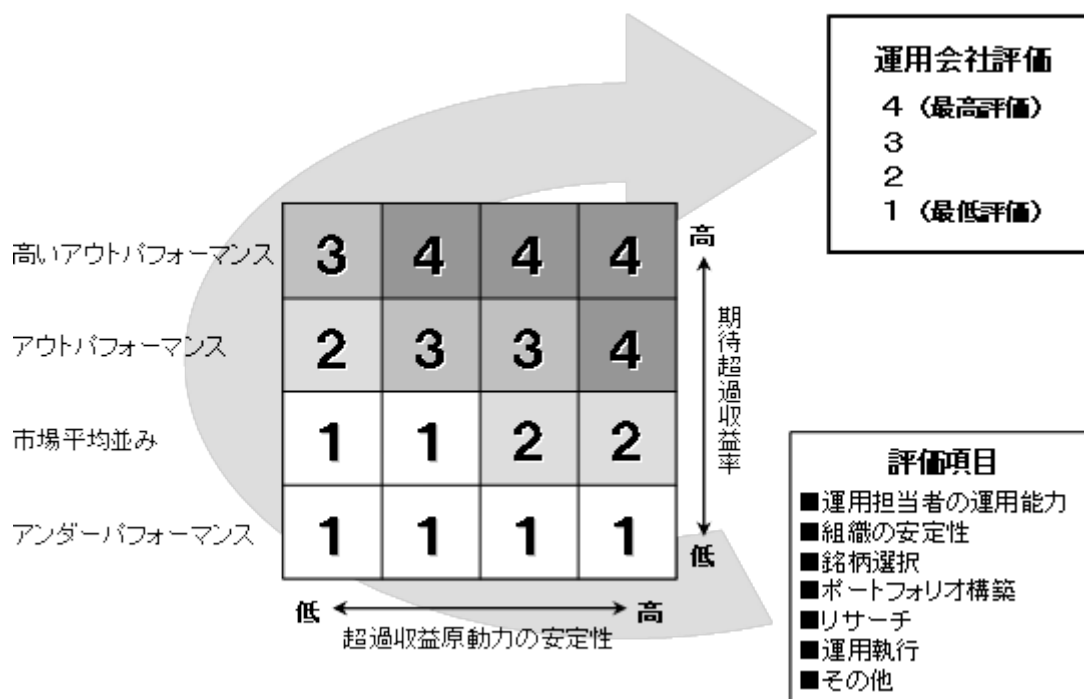 運用会社評価
4 (最高評価)
3
2
1 (最低評価)
高いアウトパフォーマンス
3 4 4 4
高
アウトパフォーマンス
2 3 3 4
期待超過収益率
市場平均並み
1 1 2 2
アンダーパフォーマンス
1 1 1 1
低
低 高
超過収益原動力の安定性
評価項目
■運用担当者の運用能力
■組織の安定性
■銘柄選択
■ポートフォリオ構築
■リサーチ
■運用執行
■その他